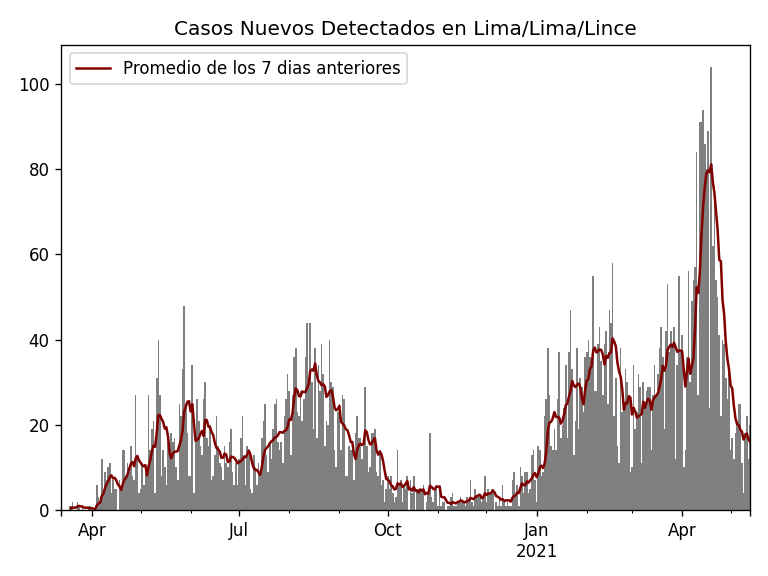 Casos Nuevos Detectados en Lima/Lima/Lince
Promedio de los 7 dias anteriores
100
80
60
40
20
0
Apr Jul Oct Jan Apr
2021